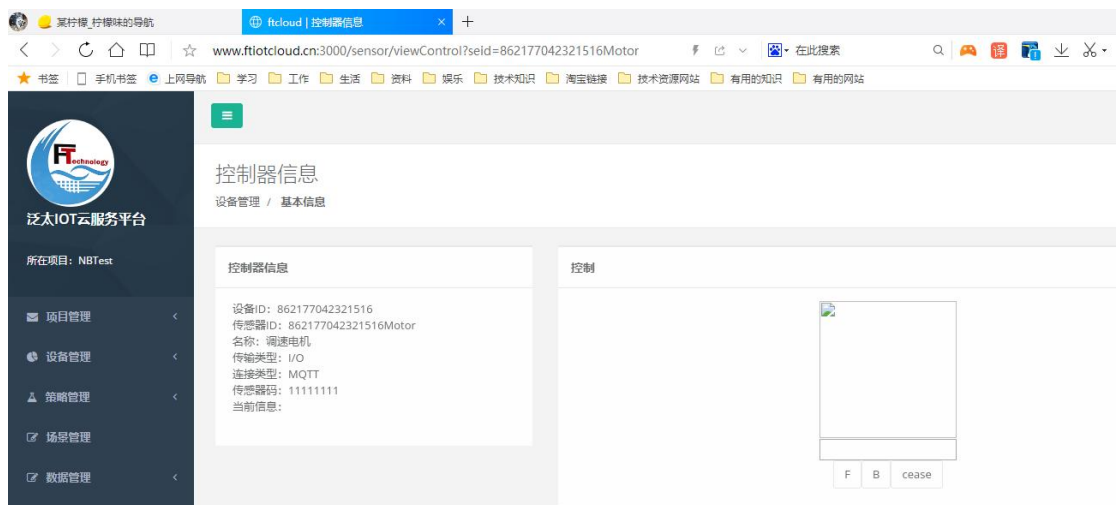 某柠檬_柠檬味的导航
ftcloud | 控制器信息
www.ftiotcloud.cn:3000/sensor/viewControl?seid=862177042321516Motor
在此搜索
译
书签 手机书签 上网导航 学习 工作 生活 资料 娱乐 技术知识 淘宝链接 技术资源网站 有用的知识 有用的网站
FTechnology
泛太IOT云服务平台
所在项目：NBTest
项目管理
设备管理
策略管理
场景管理
数据管理
控制器信息
设备管理 / 基本信息
控制器信息
设备ID：862177042321516
传感器ID：862177042321516Motor
名称：调速电机
传输类型：I/O
连接类型：MQTT
传感器码：11111111
当前信息：
控制
F B cease